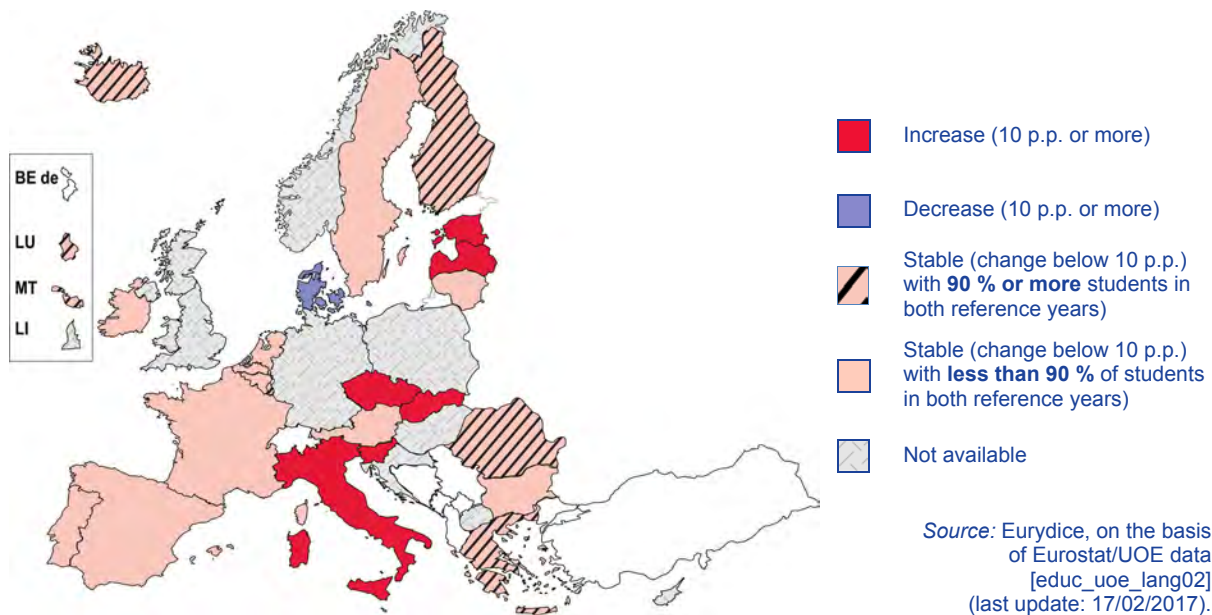 BE de
LU
MT
LI
Increase (10 p.p. or more)
Decrease (10 p.p. or more)
Stable (change below 10 p.p.)
with 90 % or more students in
both reference years)
Stable (change below 10 p.p.)
with less than 90 % of students
in both reference years)
Not available
Source: Eurydice, on the basis
of Eurostat/UOE data
[educ_uoe_lang02]
(last update: 17/02/2017).